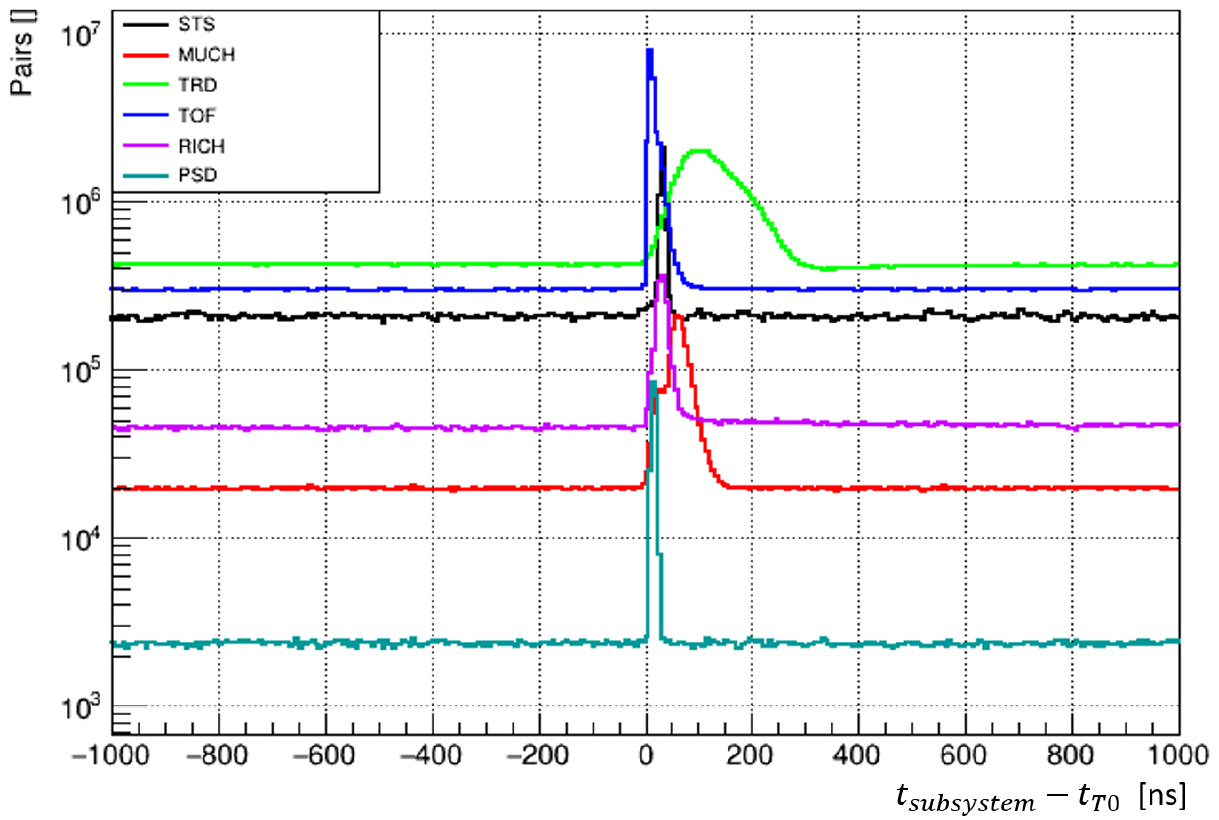 Pairs []
10⁷
10⁶
10⁵
10⁴
10³
STS
MUCH
TRD
TOF
RICH
PSD
−1000 −800 −600 −400 −200 0 200 400 600 800 1000
t_subsystem − t_T0 [ns]